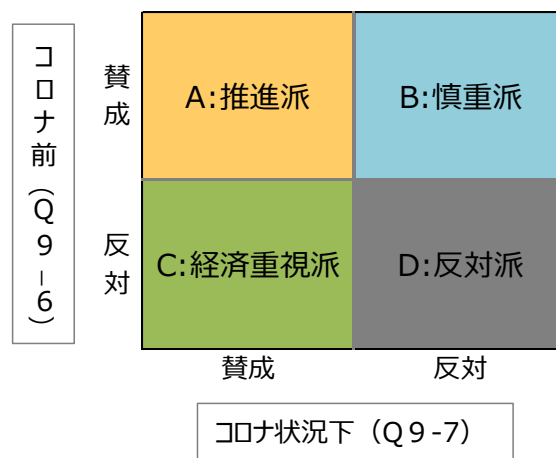 コロナ前（Q９－６）
賛成
A:推進派
B:慎重派
反対
C:経済重視派
D:反対派
賛成
反対
コロナ状況下（Q９-7）